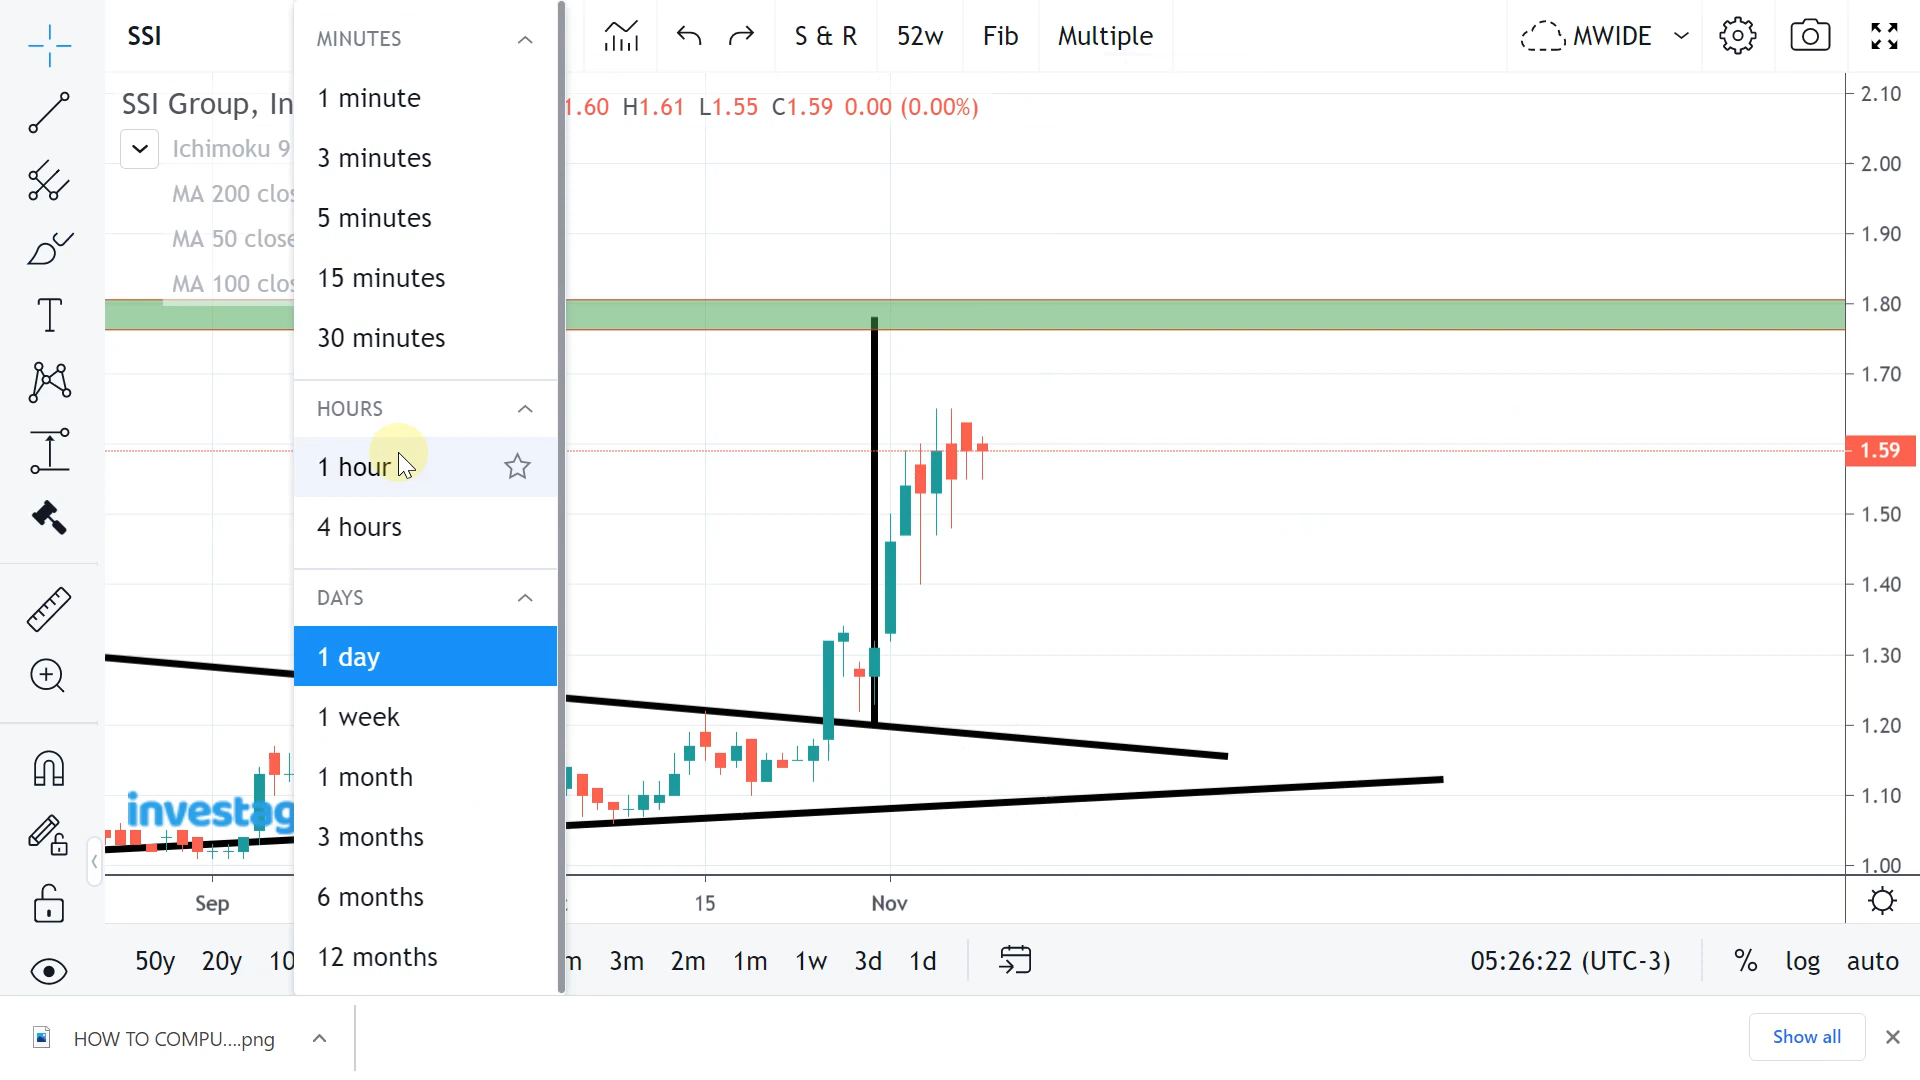 SSI
S & R
52w
Fib
Multiple
MWIDE
MINUTES
1 minute
3 minutes
5 minutes
15 minutes
30 minutes
HOURS
1 hour
4 hours
DAYS
1 day
1 week
1 month
3 months
6 months
12 months
SSI Group, In
1.60 H1.61 L1.55 C1.59 0.00 (0.00%)
Ichimoku 9
MA 200 clos
MA 50 close
MA 100 clos
2.10
2.00
1.90
1.80
1.70
1.59
1.50
1.40
1.30
1.20
1.10
1.00
investag
Sep
15
Nov
50y 20y 10
m 3m 2m 1m 1w 3d 1d
05:26:22 (UTC-3)
% log auto
HOW TO COMPU....png
Show all